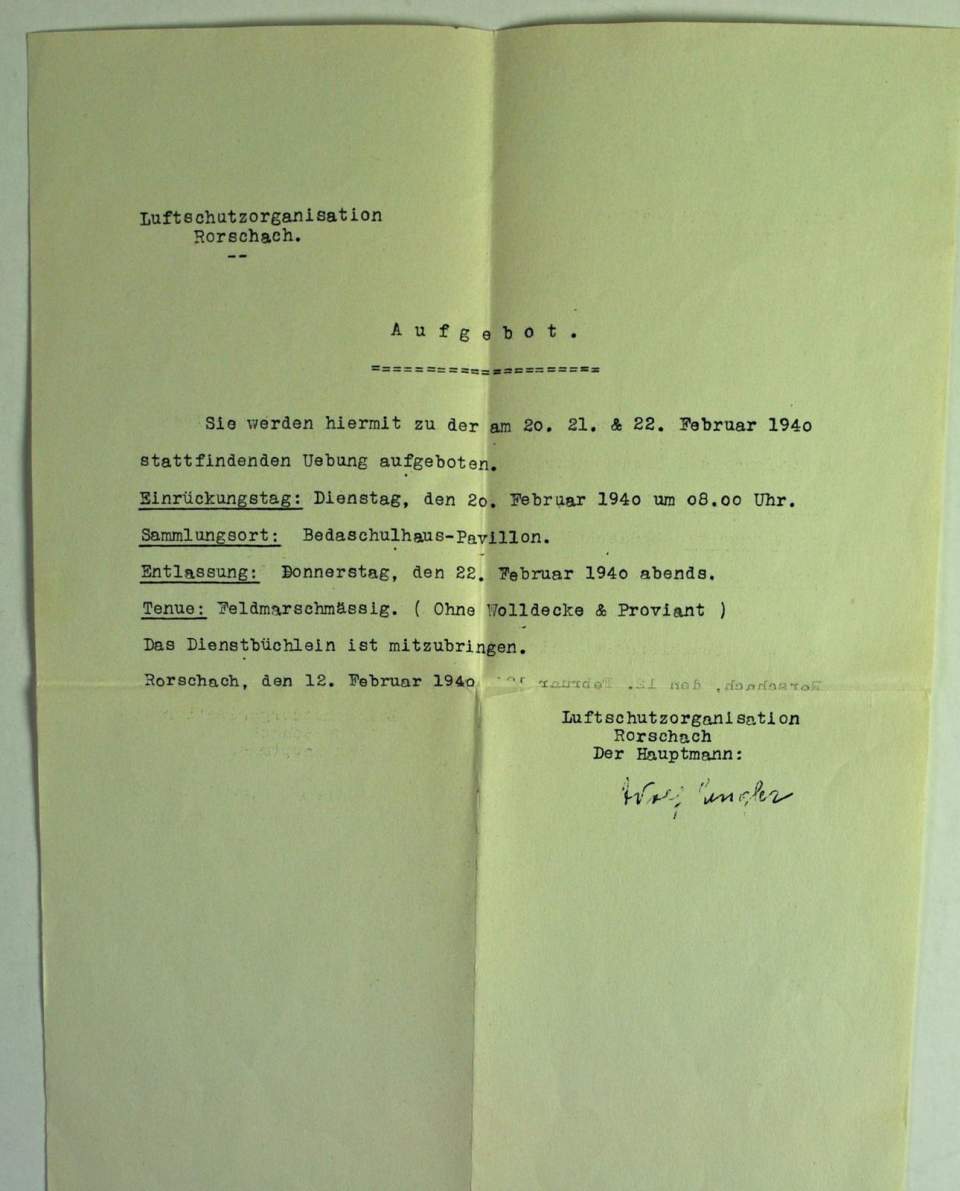 Luftschutzorganisation
Rorschach.
--
A u f g e b o t .
=====================
Sie werden hiermit zu der am 2o. 21. & 22. Februar 194o
stattfindenden Uebung aufgeboten.
Einrückungstag: Dienstag, den 2o. Februar 194o um o8.oo Uhr.
Sammlungsort: Bedaschulhaus-Pavillon.
Entlassung: Donnerstag, den 22. Februar 194o abends.
Tenue: Feldmarschmässig. ( Ohne Wolldecke & Proviant )
Das Dienstbüchlein ist mitzubringen.
Rorschach, den 12. Februar 194o
Luftschutzorganisation
Rorschach
Der Hauptmann: